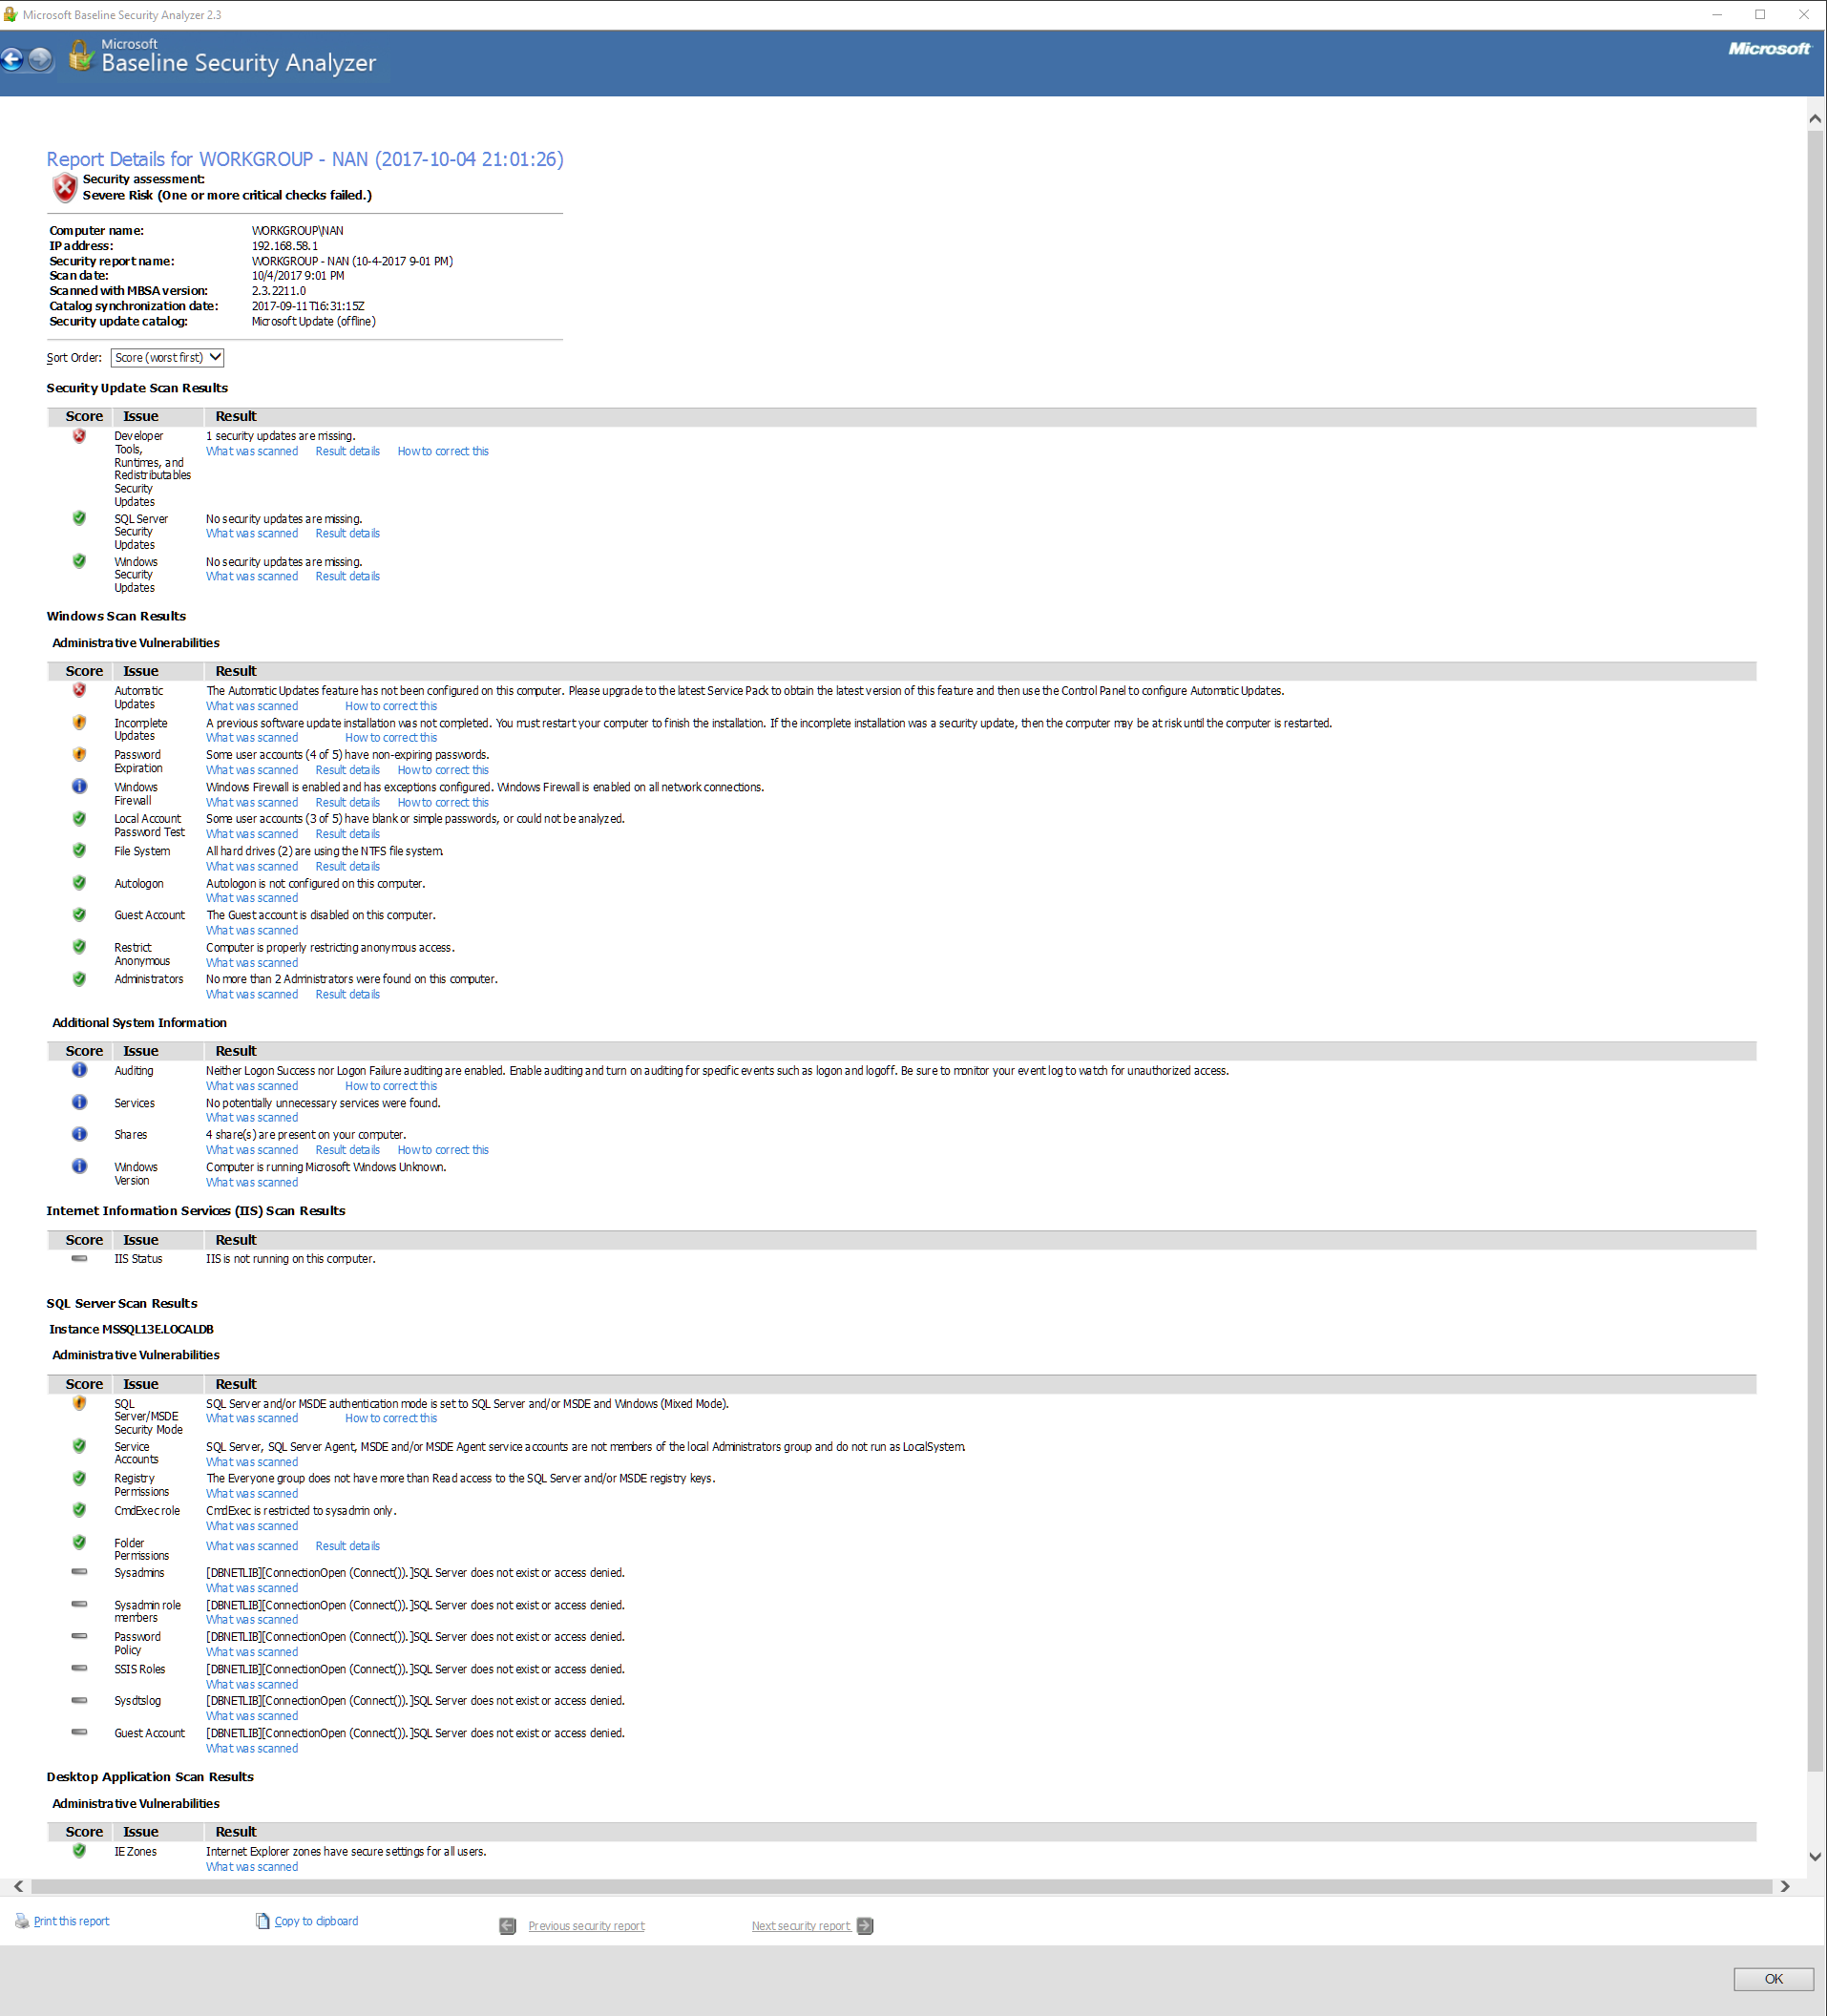 Microsoft Baseline Security Analyzer 2.3
Microsoft
Baseline Security Analyzer
Microsoft
Report Details for WORKGROUP - NAN (2017-10-04 21:01:26)
Security assessment:
Severe Risk (One or more critical checks failed.)
Computer name: WORKGROUP\NAN
IP address: 192.168.58.1
Security report name: WORKGROUP - NAN (10-4-2017 9-01 PM)
Scan date: 10/4/2017 9:01 PM
Scanned with MBSA version: 2.3.2211.0
Catalog synchronization date: 2017-09-11T16:31:15Z
Security update catalog: Microsoft Update (offline)
Sort Order: Score (worst first)
Security Update Scan Results
Score Issue Result
Developer 1 security updates are missing.
Tools, What was scanned Result details How to correct this
Runtimes, and
Redistributables
Security
Updates
SQL Server No security updates are missing.
Security What was scanned Result details
Updates
Windows No security updates are missing.
Security What was scanned Result details
Updates
Windows Scan Results
Administrative Vulnerabilities
Score Issue Result
Automatic The Automatic Updates feature has not been configured on this computer. Please upgrade to the latest Service Pack to obtain the latest version of this feature and then use the Control Panel to configure Automatic Updates.
Updates What was scanned How to correct this
Incomplete A previous software update installation was not completed. You must restart your computer to finish the installation. If the incomplete installation was a security update, then the computer may be at risk until the computer is restarted.
Updates What was scanned How to correct this
Password Some user accounts (4 of 5) have non-expiring passwords.
Expiration What was scanned Result details How to correct this
Windows Windows Firewall is enabled and has exceptions configured. Windows Firewall is enabled on all network connections.
Firewall What was scanned Result details How to correct this
Local Account Some user accounts (3 of 5) have blank or simple passwords, or could not be analyzed.
Password Test What was scanned Result details
File System All hard drives (2) are using the NTFS file system.
What was scanned Result details
Autologon Autologon is not configured on this computer.
What was scanned
Guest Account The Guest account is disabled on this computer.
What was scanned
Restrict Computer is properly restricting anonymous access.
Anonymous What was scanned
Administrators No more than 2 Administrators were found on this computer.
What was scanned Result details
Additional System Information
Score Issue Result
Auditing Neither Logon Success nor Logon Failure auditing are enabled. Enable auditing and turn on auditing for specific events such as logon and logoff. Be sure to monitor your event log to watch for unauthorized access.
What was scanned How to correct this
Services No potentially unnecessary services were found.
What was scanned
Shares 4 share(s) are present on your computer.
What was scanned Result details How to correct this
Windows Computer is running Microsoft Windows Unknown.
Version What was scanned
Internet Information Services (IIS) Scan Results
Score Issue Result
IIS Status IIS is not running on this computer.
SQL Server Scan Results
Instance MSSQL13E.LOCALDB
Administrative Vulnerabilities
Score Issue Result
SQL SQL Server and/or MSDE authentication mode is set to SQL Server and/or MSDE and Windows (Mixed Mode).
Server/MSDE What was scanned How to correct this
Security Mode
Service SQL Server, SQL Server Agent, MSDE and/or MSDE Agent service accounts are not members of the local Administrators group and do not run as LocalSystem.
Accounts What was scanned
Registry The Everyone group does not have more than Read access to the SQL Server and/or MSDE registry keys.
Permissions What was scanned
CmdExec role CmdExec is restricted to sysadmin only.
What was scanned
Folder What was scanned Result details
Permissions
Sysadmins [DBNETLIB][ConnectionOpen (Connect()).]SQL Server does not exist or access denied.
What was scanned
Sysadmin role [DBNETLIB][ConnectionOpen (Connect()).]SQL Server does not exist or access denied.
members What was scanned
Password [DBNETLIB][ConnectionOpen (Connect()).]SQL Server does not exist or access denied.
Policy What was scanned
SSIS Roles [DBNETLIB][ConnectionOpen (Connect()).]SQL Server does not exist or access denied.
What was scanned
Sysdtslog [DBNETLIB][ConnectionOpen (Connect()).]SQL Server does not exist or access denied.
What was scanned
Guest Account [DBNETLIB][ConnectionOpen (Connect()).]SQL Server does not exist or access denied.
What was scanned
Desktop Application Scan Results
Administrative Vulnerabilities
Score Issue Result
IE Zones Internet Explorer zones have secure settings for all users.
What was scanned
Print this report Copy to clipboard Previous security report Next security report
OK